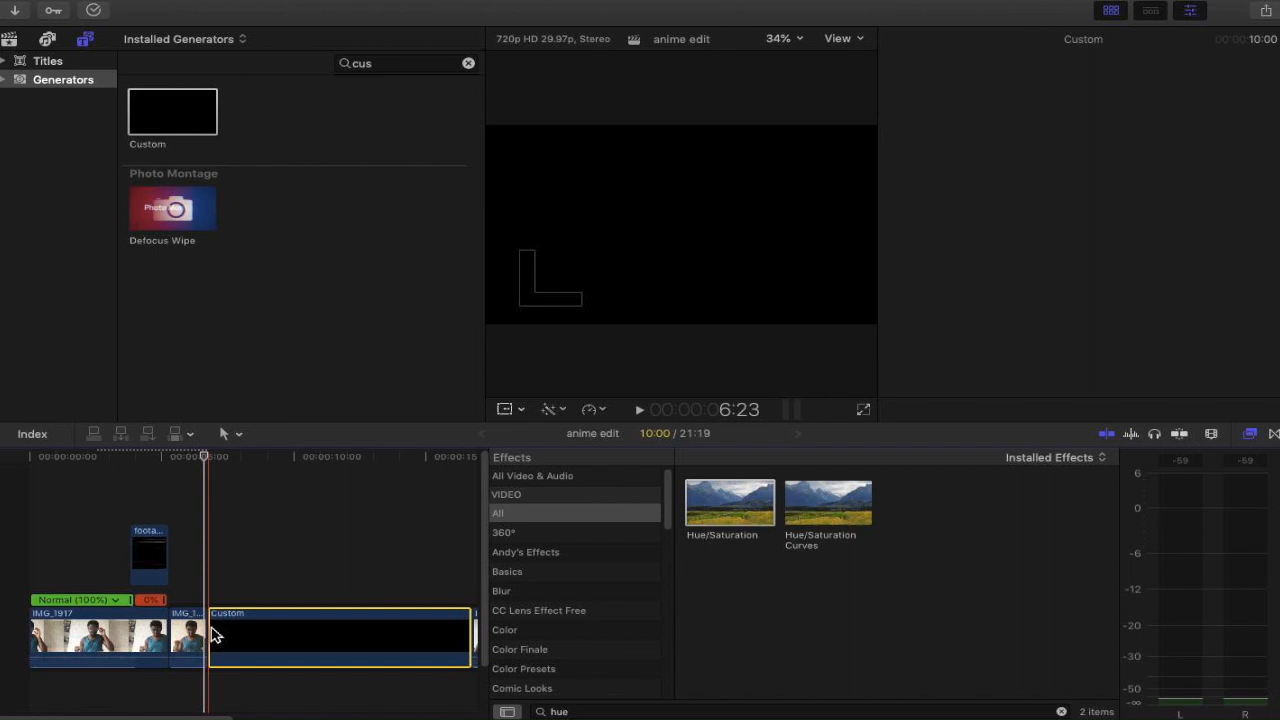 Installed Generators
720p HD 29.97p, Stereo
anime edit
34%
View
Custom
00:00:10:00
Titles
Generators
cus
Custom
Photo Montage
Defocus Wipe
00:00:00:06:23
Index
anime edit
10:00 / 21:19
00:00:00:00
00:00:05:00
00:00:10:00
00:00:15
foota...
Normal (100%)
0%
IMG_1917
IMG_1...
Custom
Effects
Installed Effects
All Video & Audio
VIDEO
All
360°
Andy's Effects
Basics
Blur
CC Lens Effect Free
Color
Color Finale
Color Presets
Comic Looks
Hue/Saturation
Hue/Saturation
Curves
hue
2 items
-59
-59
6
0
-6
-12
-20
-30
-50
-∞
L
R